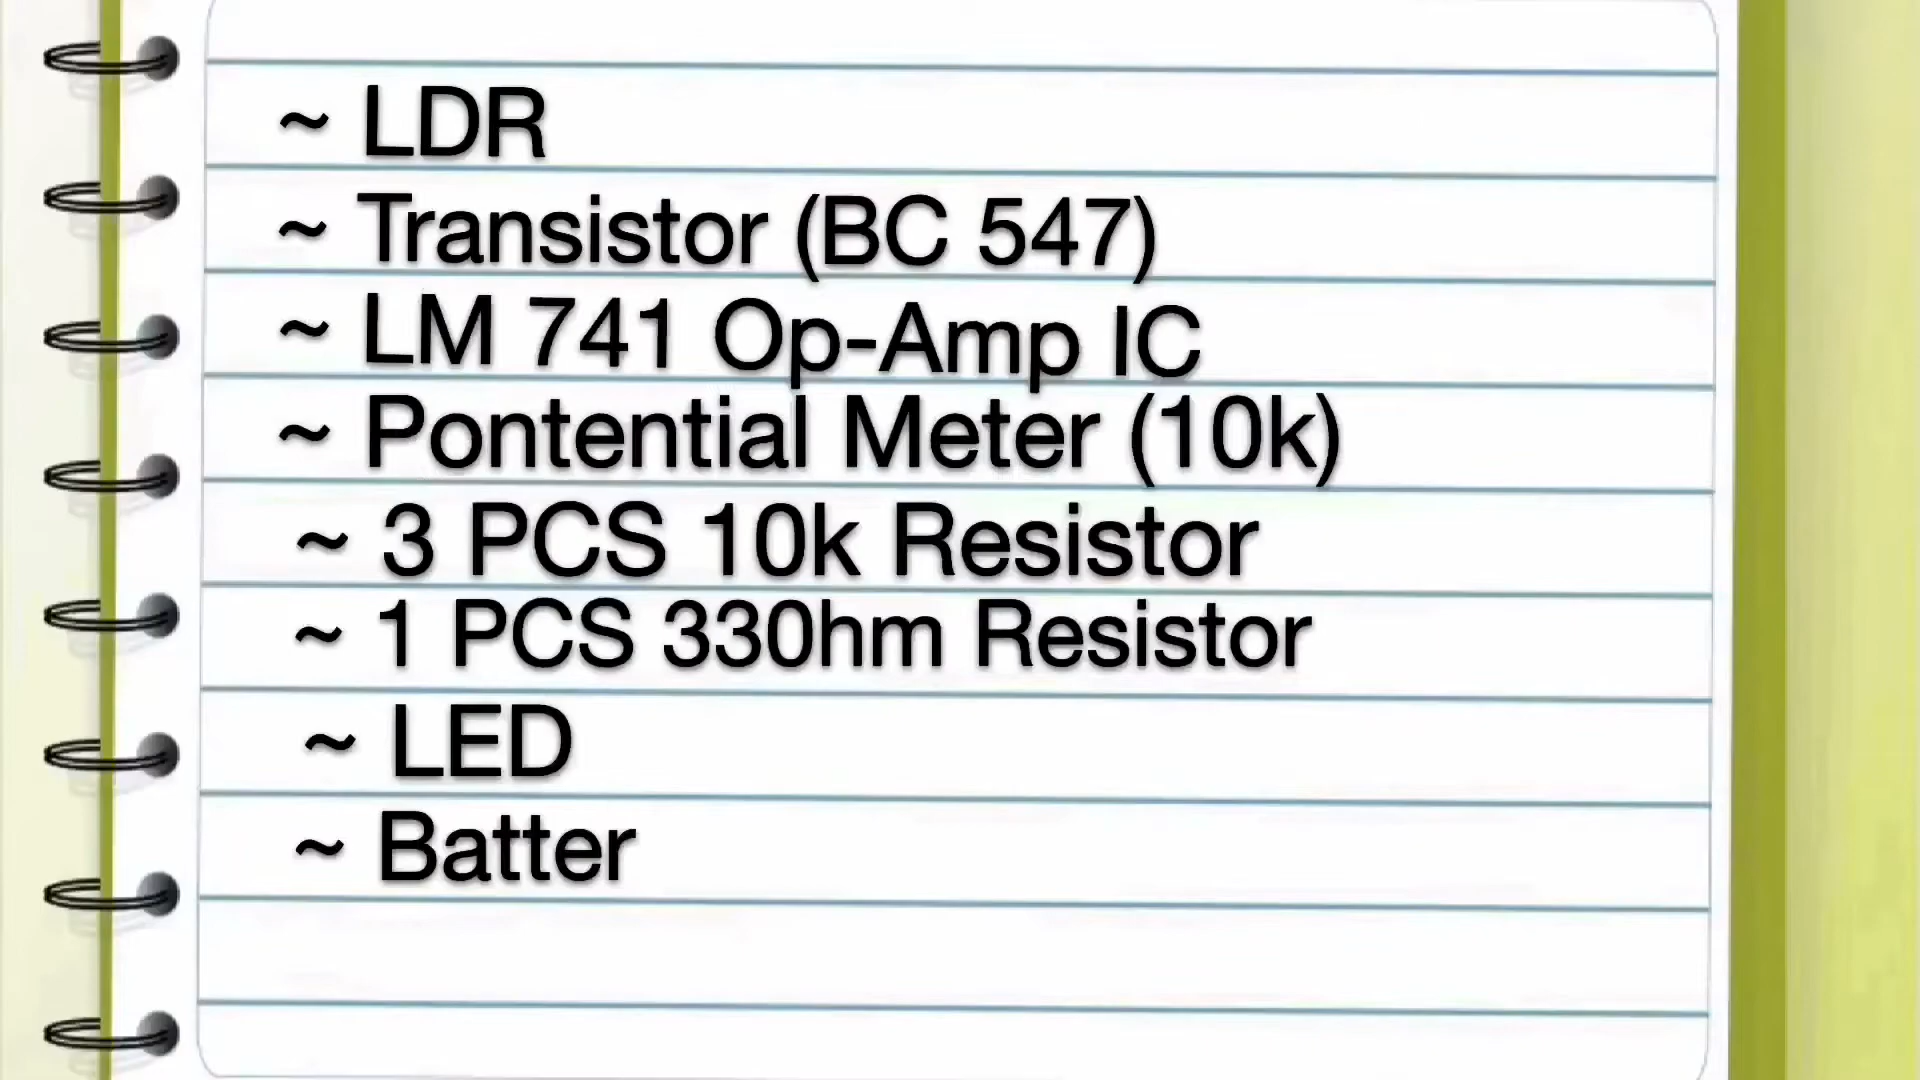 ~ LDR
~ Transistor (BC 547)
~ LM 741 Op-Amp IC
~ Pontential Meter (10k)
~ 3 PCS 10k Resistor
~ 1 PCS 330hm Resistor
~ LED
~ Batter